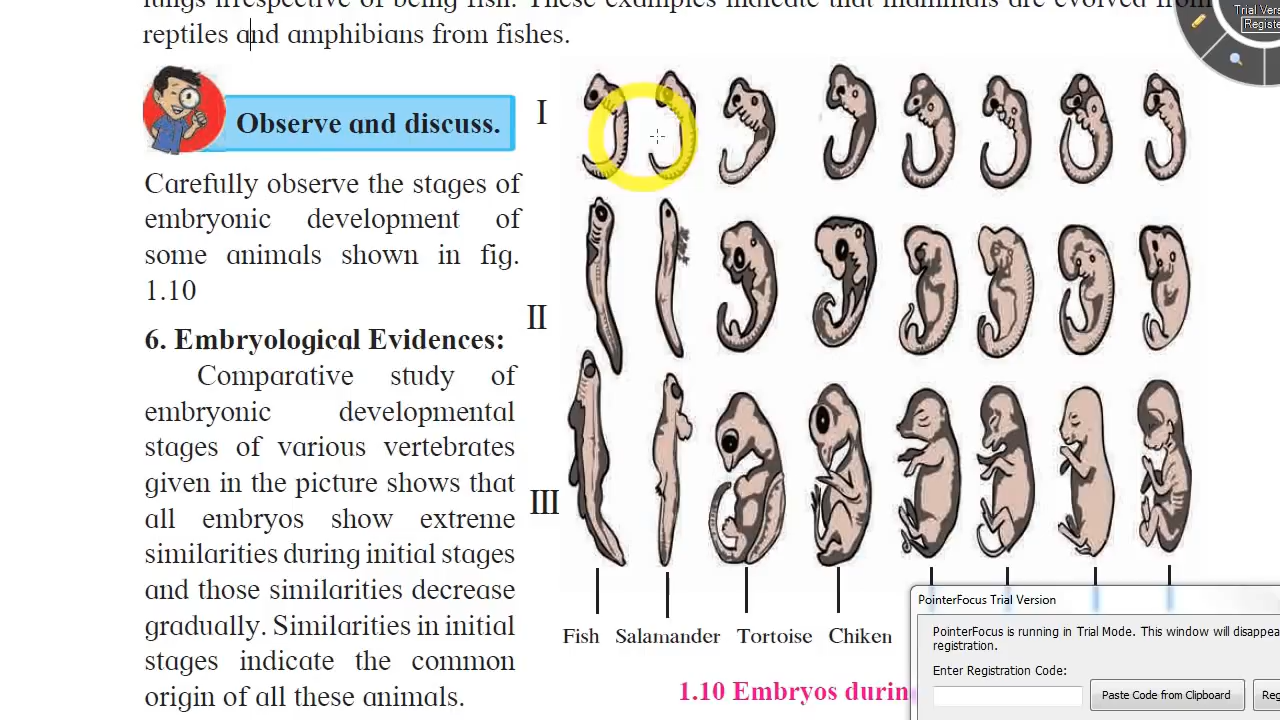 reptiles and amphibians from fishes.
Observe and discuss.
Carefully observe the stages of
embryonic development of
some animals shown in fig.
1.10
6. Embryological Evidences:
Comparative study of
embryonic developmental
stages of various vertebrates
given in the picture shows that
all embryos show extreme
similarities during initial stages
and those similarities decrease
gradually. Similarities in initial
stages indicate the common
origin of all these animals.
I
II
III
Fish Salamander Tortoise Chiken
1.10 Embryos durin
Trial Vers
Registe
PointerFocus Trial Version
PointerFocus is running in Trial Mode. This window will disappea
registration.
Enter Registration Code:
Paste Code from Clipboard
Reg